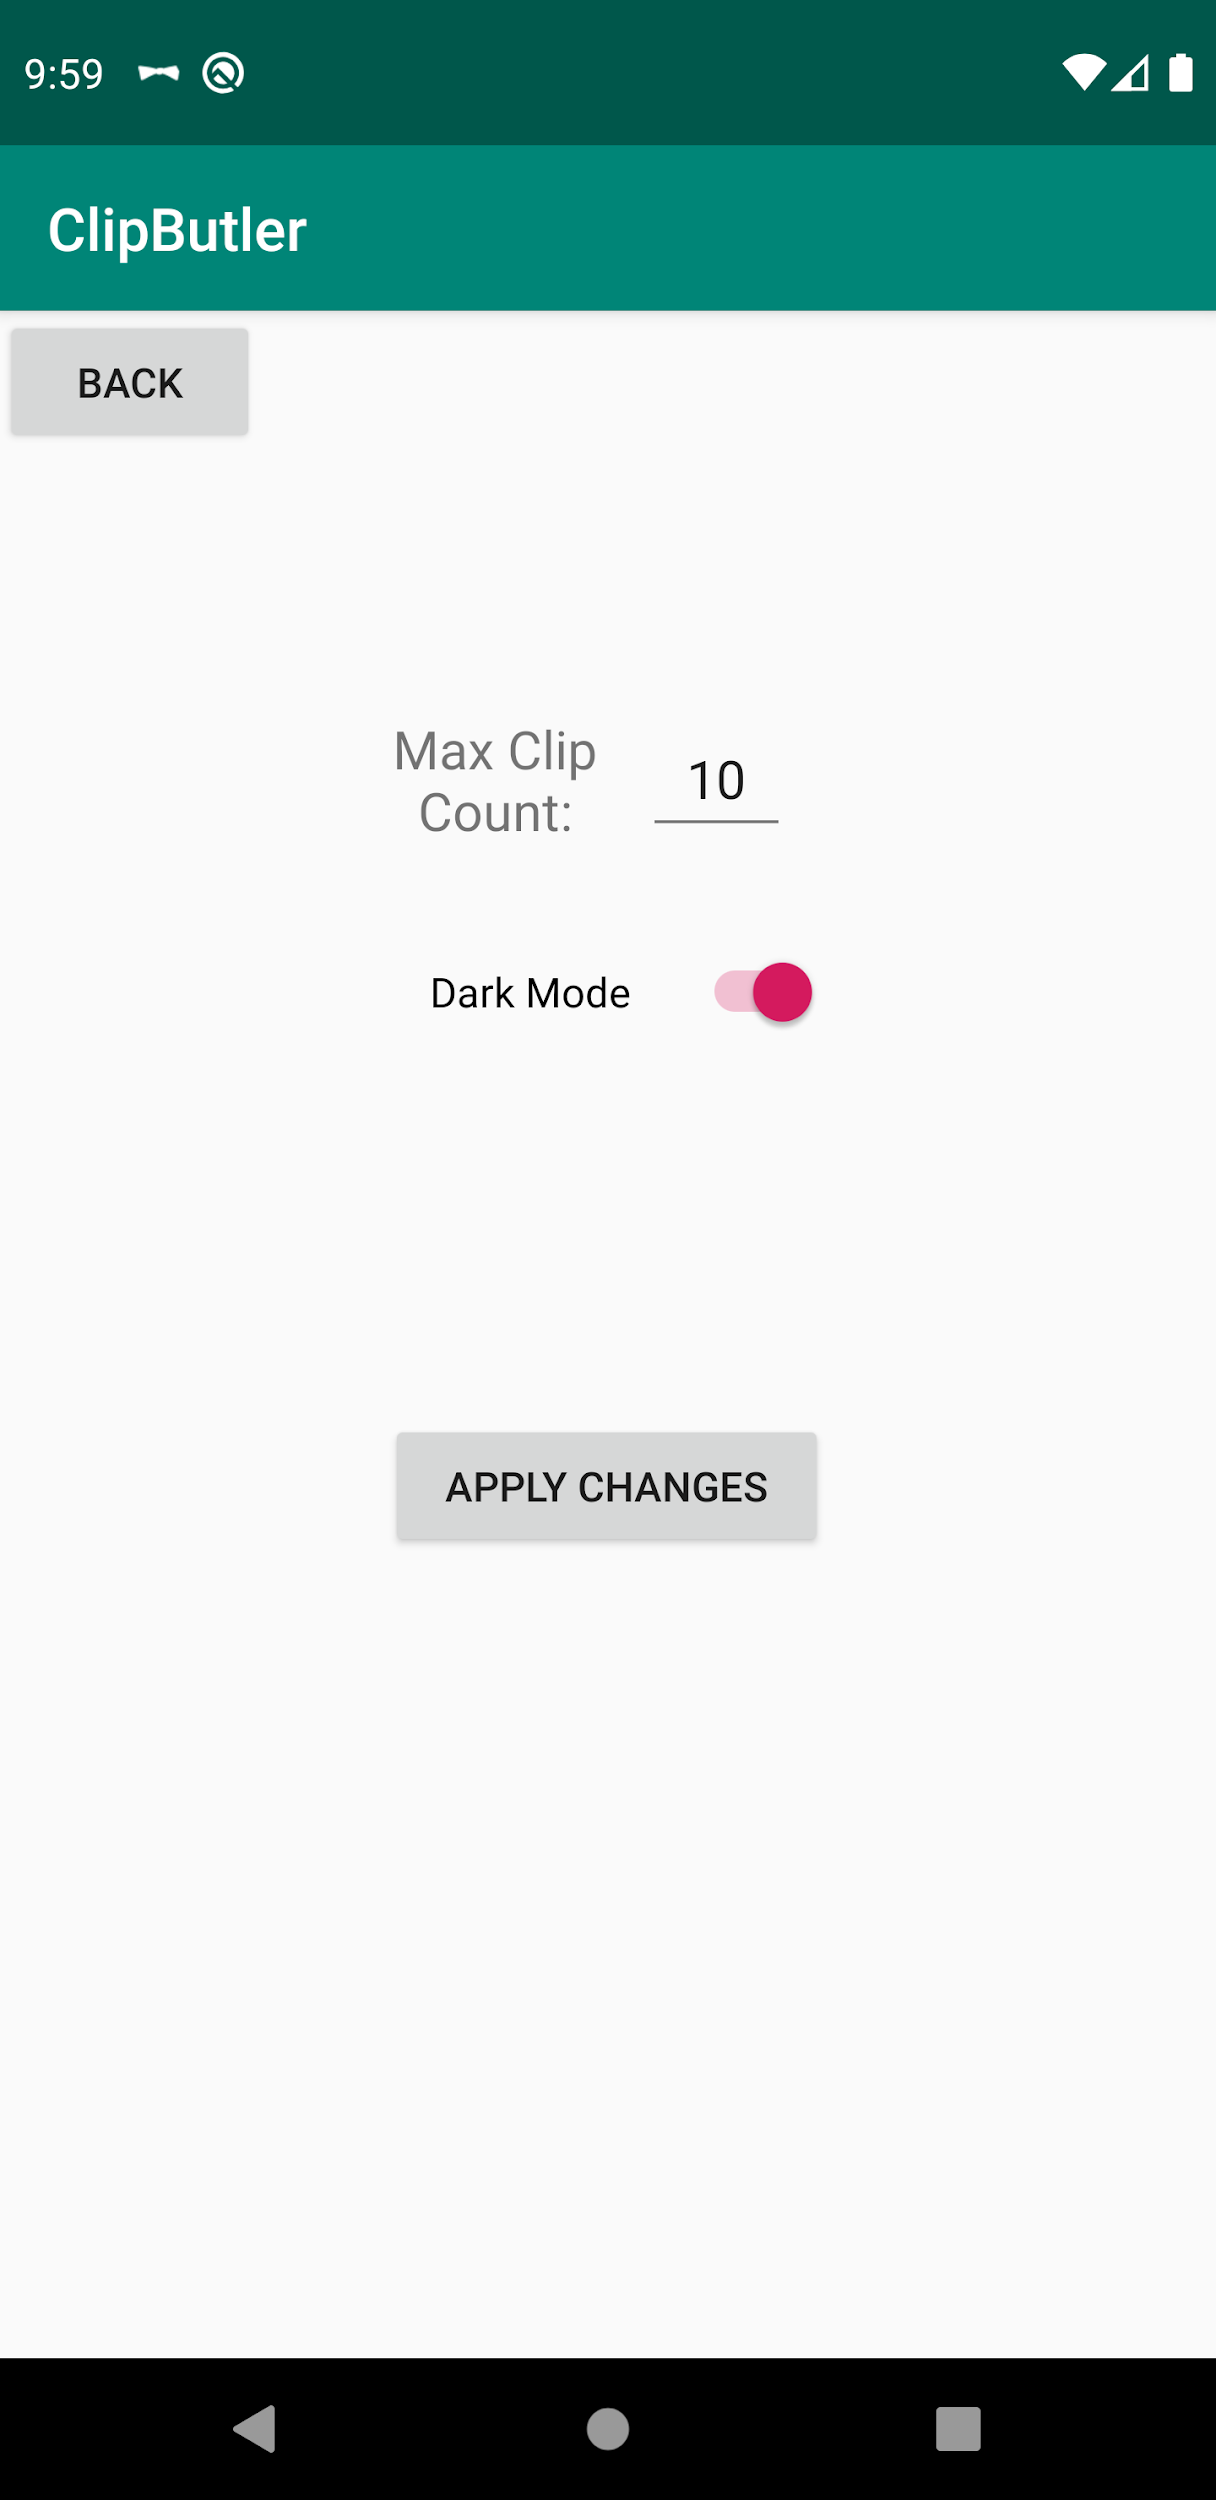 9:59
ClipButler
BACK
Max Clip
Count:
10
Dark Mode
APPLY CHANGES